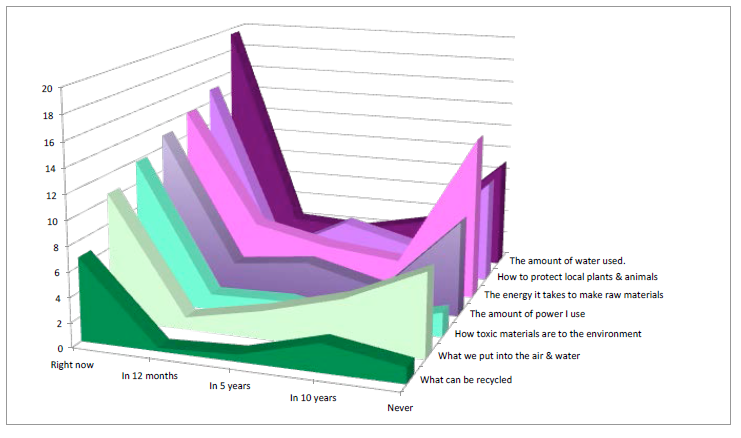 20
18
16
14
12
10
8
6
4
2
0
Right now
In 12 months
In 5 years
In 10 years
Never
The amount of water used.
How to protect local plants & animals
The energy it takes to make raw materials
The amount of power I use
How toxic materials are to the environment
What we put into the air & water
What can be recycled